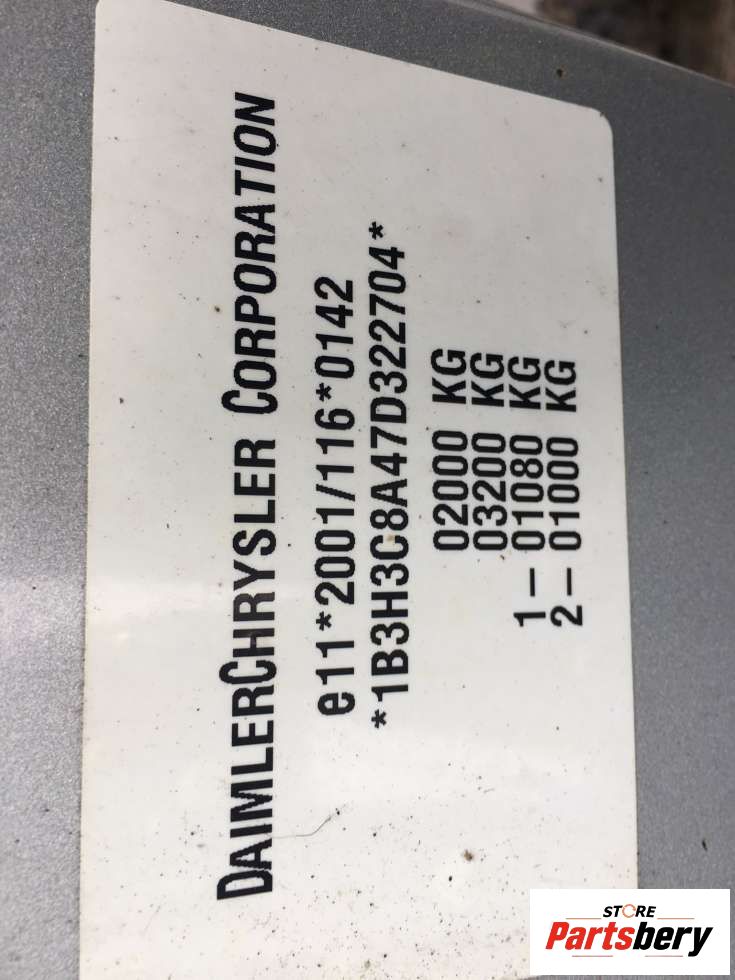 DAIMLERCHRYSLER CORPORATION
e11*2001/116*0142
*1B3H3C8A47D322704*
02000 KG
03200 KG
1– 01080 KG
2– 01000 KG
STORE
Partsbery